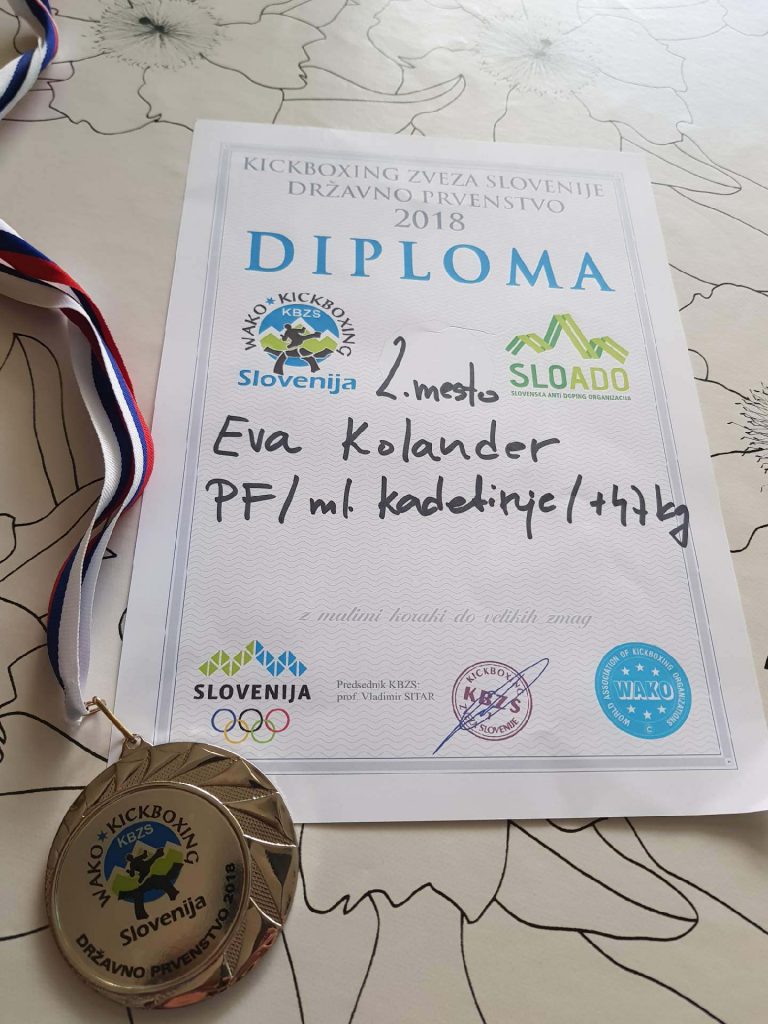 KICKBOXING ZVEZA SLOVENIJE
DRŽAVNO PRVENSTVO
2018
DIPLOMA
WAKO★KICKBOXING
KBZS
Slovenija
SLOADO
SLOVENSKA ANTI DOPING ORGANIZACIJA
2. mesto
Eva Kolander
PF/ml. kadetinje/+47kg
z malimi koraki do velikih zmag
SLOVENIJA
Predsednik KBZS:
prof. Vladimir SITAR
KICKBOXING
KBZS
ZVEZA SLOVENIJE
WORLD ASSOCIATION OF KICKBOXING ORGANIZATIONS
WAKO
WAKO★KICKBOXING
KBZS
Slovenija
DRŽAVNO PRVENSTVO 2018